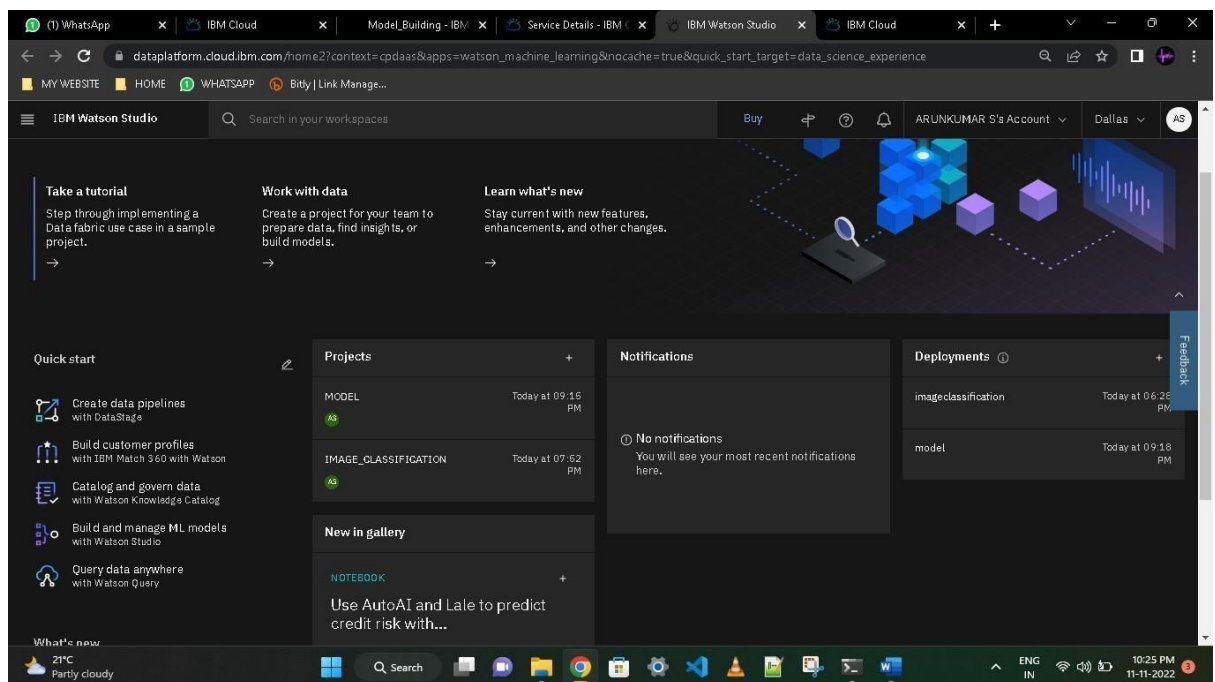 (1) WhatsApp
IBM Cloud
Model_Building - IBM
Service Details - IBM C
IBM Watson Studio
IBM Cloud
dataplatform.cloud.ibm.com/home2?context=cpdaas&apps=watson_machine_learning&nocache=true&quick_start_target=data_science_experience
MY WEBSITE
HOME
WHATSAPP
Bitly | Link Manage...
IBM Watson Studio
Search in your workspaces
Buy
ARUNKUMAR S's Account
Dallas
AS
Take a tutorial
Step through implementing a
Data fabric use case in a sample
project.
→
Work with data
Create a project for your team to
prepare data, find insights, or
build models.
→
Learn what's new
Stay current with new features,
enhancements, and other changes.
→
Feedback
Quick start
Create data pipelines
with DataStage
Build customer profiles
with IBM Match 360 with Watson
Catalog and govern data
with Watson Knowledge Catalog
Build and manage ML models
with Watson Studio
Query data anywhere
with Watson Query
What's new
Projects
+
MODEL
Today at 09:15
PM
AS
IMAGE_CLASSIFICATION
Today at 07:52
PM
AS
New in gallery
NOTEBOOK
+
Use AutoAI and Lale to predict
credit risk with...
Notifications
No notifications
You will see your most recent notifications
here.
Deployments
+
imageclassification
Today at 06:28
PM
model
Today at 09:18
PM
21°C
Partly cloudy
Search
ENG
IN
10:25 PM
11-11-2022
3